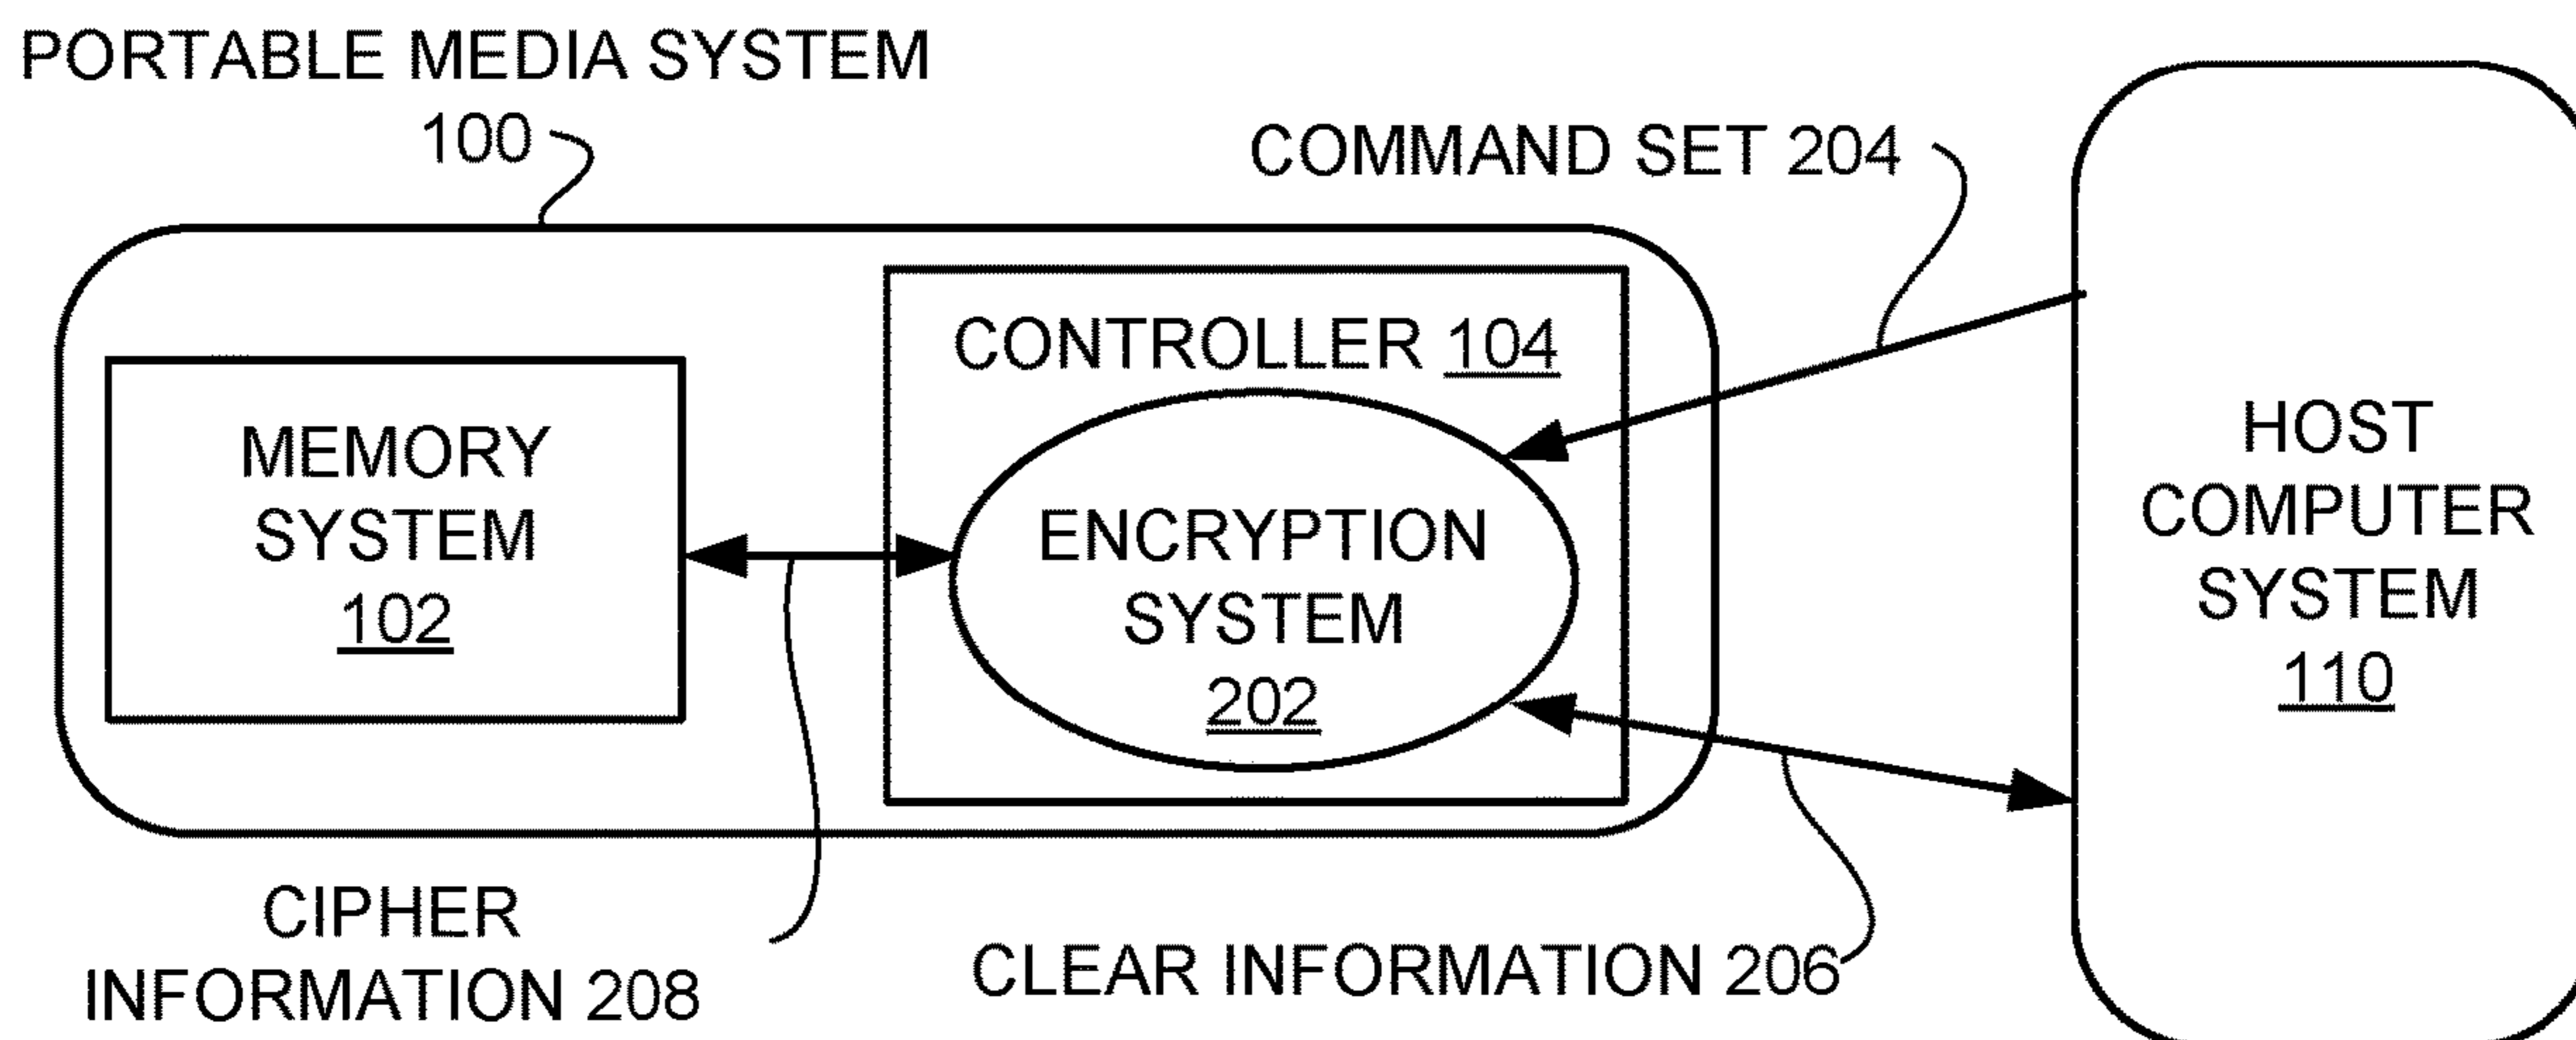 PORTABLE MEDIA SYSTEM
100
COMMAND SET 204
CONTROLLER 104
MEMORY
SYSTEM
102
ENCRYPTION
SYSTEM
202
HOST
COMPUTER
SYSTEM
110
CIPHER
INFORMATION 208
CLEAR INFORMATION 206